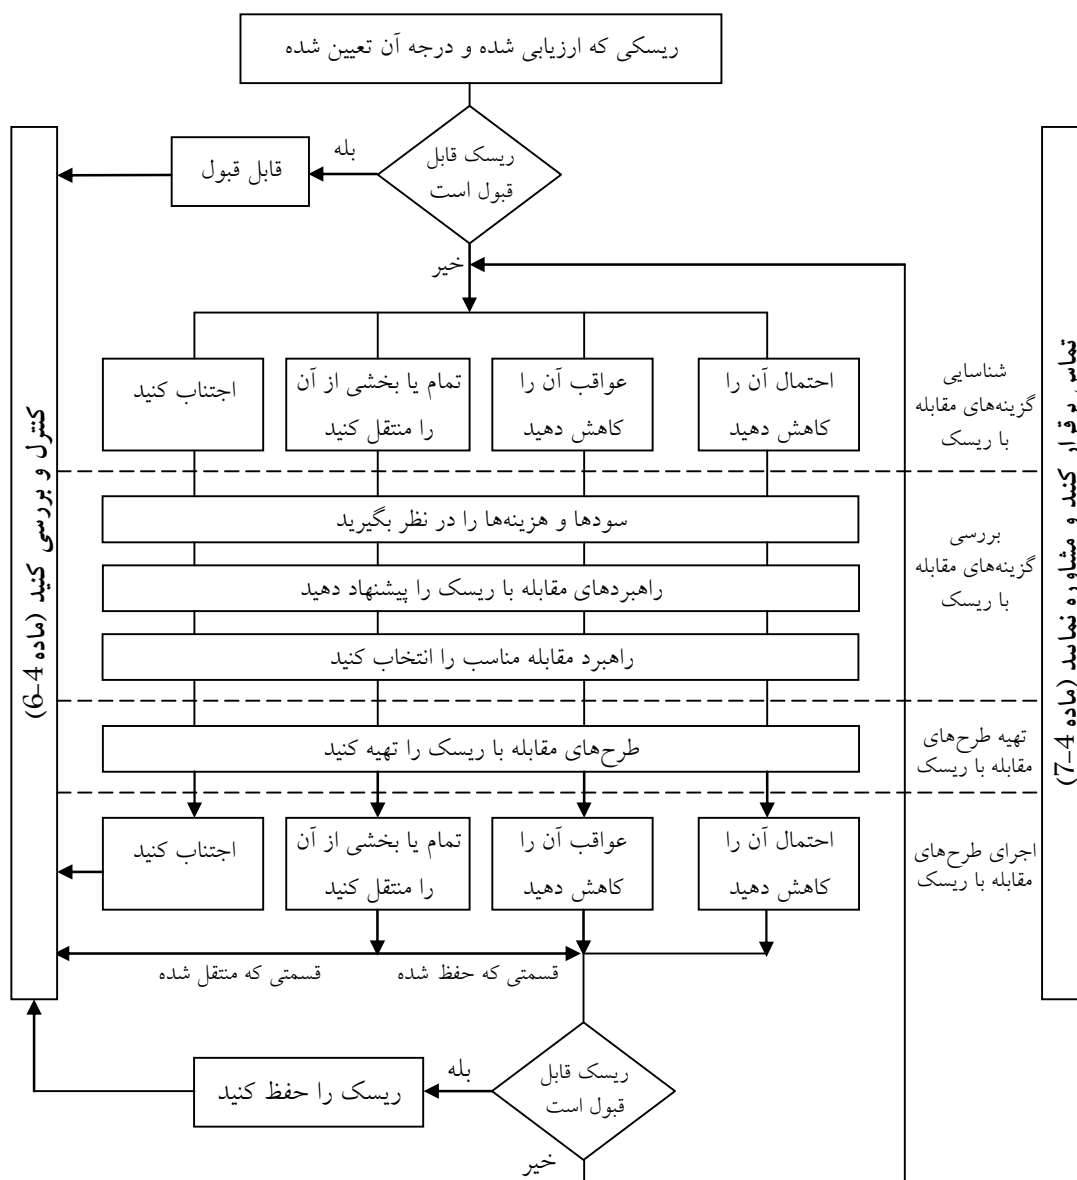 ریسکی که ارزیابی شده و درجه آن تعیین شده
ریسک قابل
قبول است
بله
قابل قبول
خیر
احتمال آن را
کاهش دهید
عواقب آن را
کاهش دهید
تمام یا بخشی از آن
را منتقل کنید
اجتناب کنید
شناسایی
گزینه‌های مقابله
با ریسک
سودها و هزینه‌ها را در نظر بگیرید
راهبردهای مقابله با ریسک را پیشنهاد دهید
راهبرد مقابله مناسب را انتخاب کنید
بررسی
گزینه‌های مقابله
با ریسک
طرح‌های مقابله با ریسک را تهیه کنید
تهیه طرح‌های
مقابله با ریسک
احتمال آن را
کاهش دهید
عواقب آن را
کاهش دهید
تمام یا بخشی از آن
را منتقل کنید
اجتناب کنید
اجرای طرح‌های
مقابله با ریسک
قسمتی که حفظ شده
قسمتی که منتقل شده
ریسک قابل
قبول است
بله
ریسک را حفظ کنید
خیر
کنترل و بررسی کنید (ماده 4-6)
تماس برقرار کنید و مشاوره نمایید (ماده 4-7)